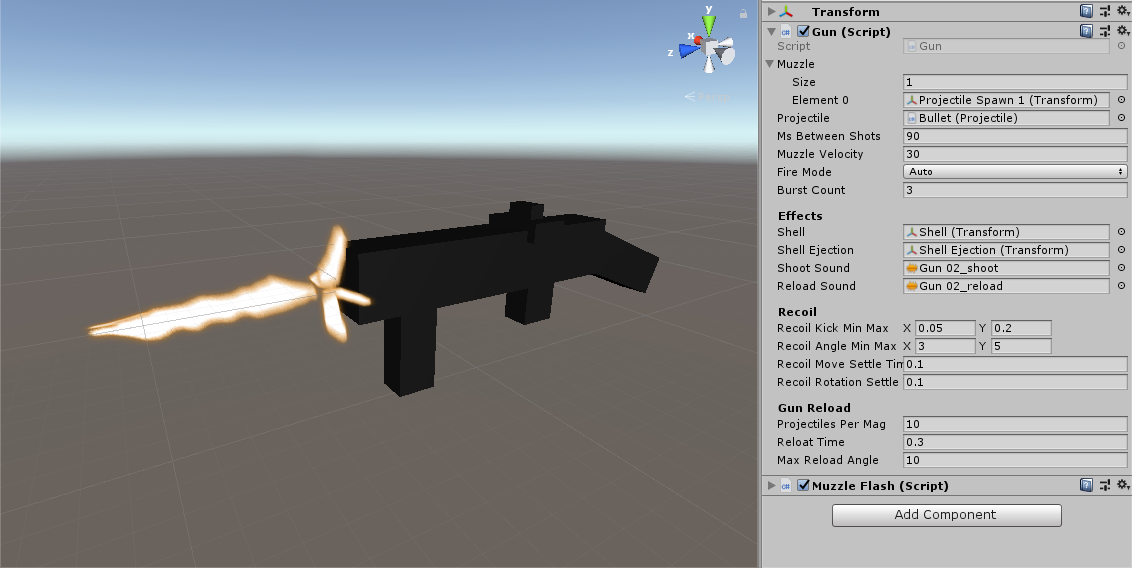 y
x
z
Transform
Gun (Script)
Script Gun
Muzzle
Size 1
Element 0 Projectile Spawn 1 (Transform)
Projectile Bullet (Projectile)
Ms Between Shots 90
Muzzle Velocity 30
Fire Mode Auto
Burst Count 3
Effects
Shell Shell (Transform)
Shell Ejection Shell Ejection (Transform)
Shoot Sound Gun 02_shoot
Reload Sound Gun 02_reload
Recoil
Recoil Kick Min Max X 0.05 Y 0.2
Recoil Angle Min Max X 3 Y 5
Recoil Move Settle Tim 0.1
Recoil Rotation Settle 0.1
Gun Reload
Projectiles Per Mag 10
Reloat Time 0.3
Max Reload Angle 10
Muzzle Flash (Script)
Add Component